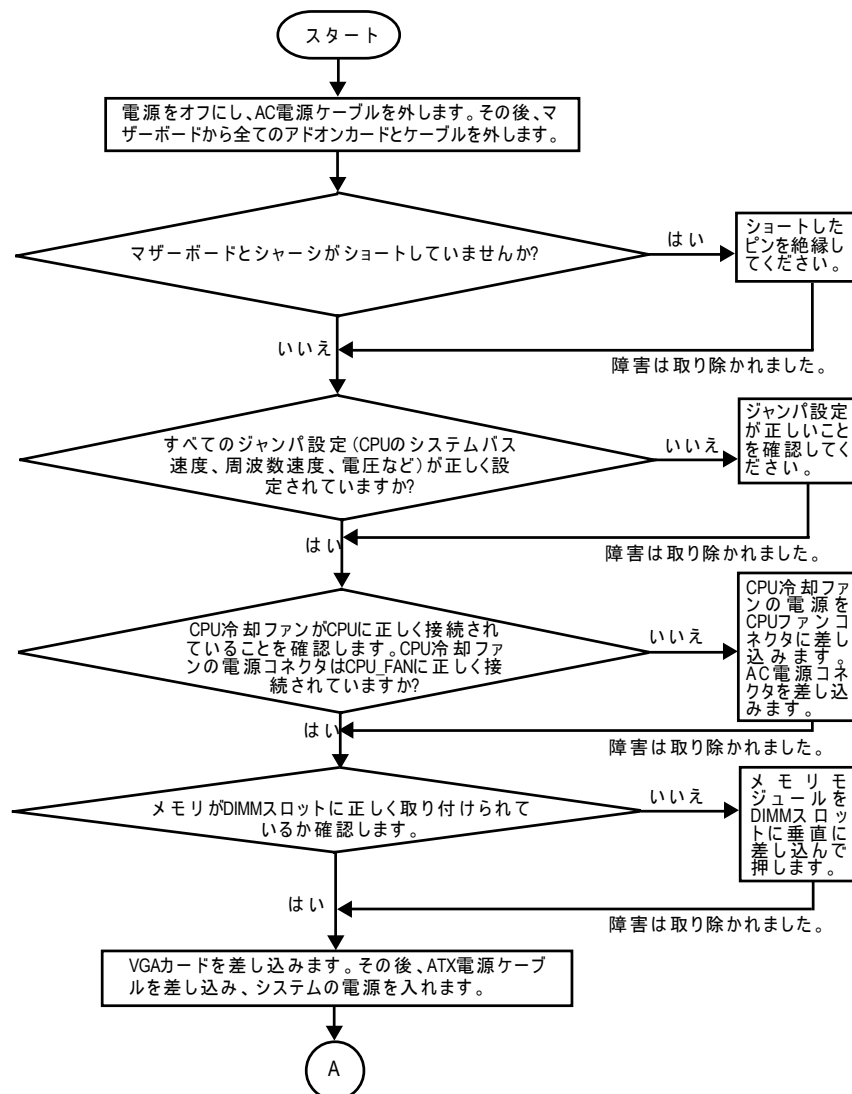 スタート
電源をオフにし、AC電源ケーブルを外します。その後、マ
ザーボードから全てのアドオンカードとケーブルを外します。
マザーボードとシャーシがショートしていませんか?
はい
ショートした
ピンを絶縁し
てください。
いいえ
障害は取り除かれました。
すべてのジャンパ設定(CPUのシステムバス
速度、周波数速度、電圧など)が正しく設
定されていますか?
いいえ
ジャンパ設定
が正しいこと
を確認してく
ださい。
はい
障害は取り除かれました。
CPU冷却ファンがCPUに正しく接続され
ていることを確認します。CPU冷却ファ
ンの電源コネクタはCPU_FANに正しく接
続されていますか?
いいえ
CPU冷却ファ
ンの電源を
CPUファンコ
ネクタに差し
込みます。
AC電源コネ
クタを差し込
みます。
はい
障害は取り除かれました。
メモリがDIMMスロットに正しく取り付けられて
いるか確認します。
いいえ
メモリモ
ジュールを
DIMMスロッ
トに垂直に
差し込んで
押します。
はい
障害は取り除かれました。
VGAカードを差し込みます。その後、ATX電源ケーブ
ルを差し込み、システムの電源を入れます。
A